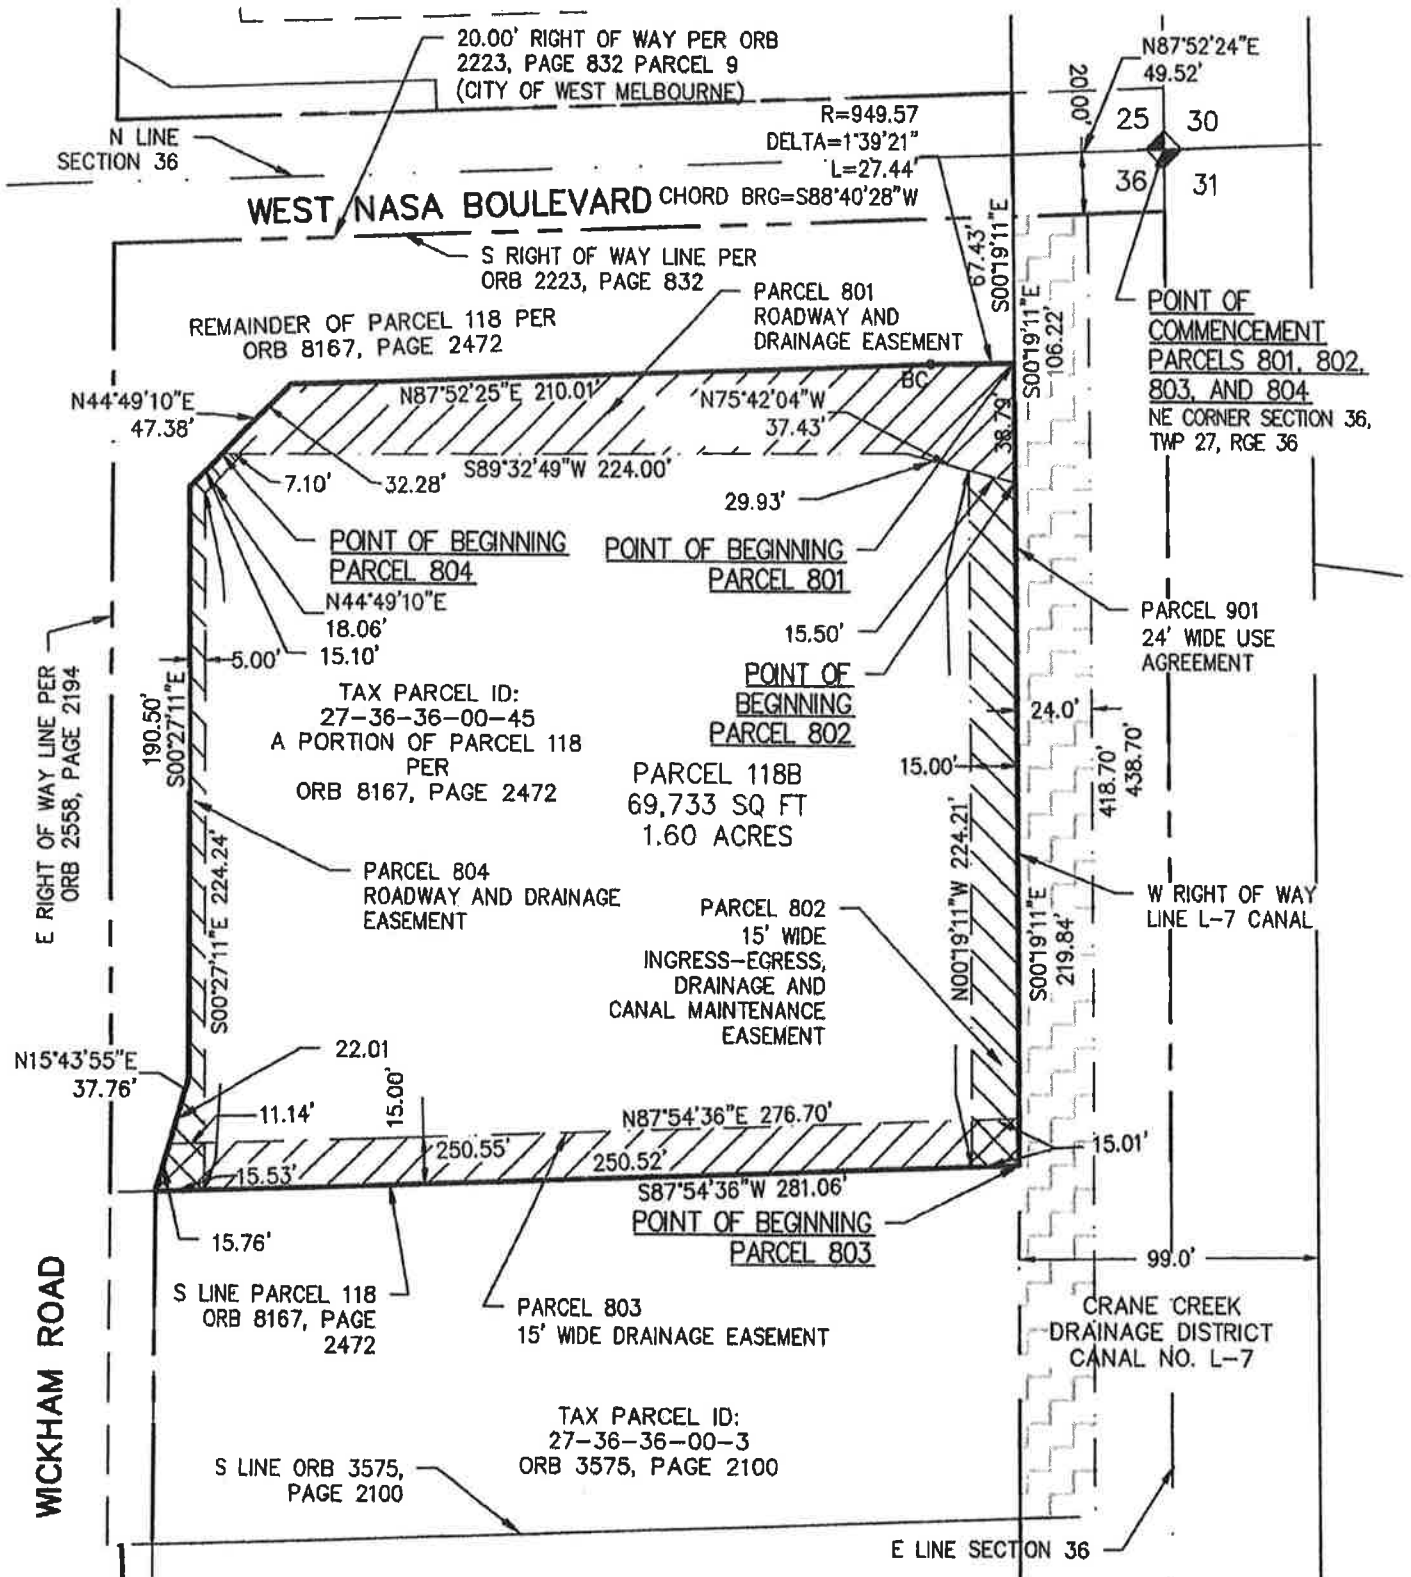 20.00' RIGHT OF WAY PER ORB
2223, PAGE 832 PARCEL 9
(CITY OF WEST MELBOURNE)
N87°52'24"E
49.52'
20.00'
25 30
36 31
R=949.57
DELTA=1°39'21"
L=27.44'
CHORD BRG=S88°40'28"W
N LINE
SECTION 36
WEST NASA BOULEVARD
S RIGHT OF WAY LINE PER
ORB 2223, PAGE 832
67.43'
S00°19'11"E
S00°19'11"E
106.22'
PARCEL 801
ROADWAY AND
DRAINAGE EASEMENT
POINT OF
COMMENCEMENT
PARCELS 801, 802,
803, AND 804
NE CORNER SECTION 36,
TWP 27, RGE 36
REMAINDER OF PARCEL 118 PER
ORB 8167, PAGE 2472
BC
N44°49'10"E
47.38'
N87°52'25"E 210.01'
N75°42'04"W
37.43'
38.79'
S89°32'49"W 224.00'
7.10'
32.28'
29.93'
POINT OF BEGINNING
PARCEL 804
POINT OF BEGINNING
PARCEL 801
N44°49'10"E
18.06'
15.10'
15.50'
PARCEL 901
24' WIDE USE
AGREEMENT
5.00'
POINT OF
BEGINNING
PARCEL 802
E RIGHT OF WAY LINE PER
ORB 2558, PAGE 2194
190.50'
S00°27'11"E
TAX PARCEL ID:
27-36-36-00-45
A PORTION OF PARCEL 118
PER
ORB 8167, PAGE 2472
24.0'
15.00'
418.70'
438.70'
PARCEL 118B
69,733 SQ FT
1.60 ACRES
N00°19'11"W 224.21'
S00°27'11"E 224.24'
PARCEL 804
ROADWAY AND DRAINAGE
EASEMENT
PARCEL 802
15' WIDE
INGRESS-EGRESS,
DRAINAGE AND
CANAL MAINTENANCE
EASEMENT
S00°19'11"E
219.84'
W RIGHT OF WAY
LINE L-7 CANAL
N15°43'55"E
37.76'
22.01
15.00'
11.14'
N87°54'36"E 276.70'
15.01'
250.55'
250.52'
15.53'
S87°54'36"W 281.06'
POINT OF BEGINNING
PARCEL 803
15.76'
99.0'
S LINE PARCEL 118
ORB 8167, PAGE
2472
PARCEL 803
15' WIDE DRAINAGE EASEMENT
CRANE CREEK
DRAINAGE DISTRICT
CANAL NO. L-7
WICKHAM ROAD
TAX PARCEL ID:
27-36-36-00-3
ORB 3575, PAGE 2100
S LINE ORB 3575,
PAGE 2100
E LINE SECTION 36